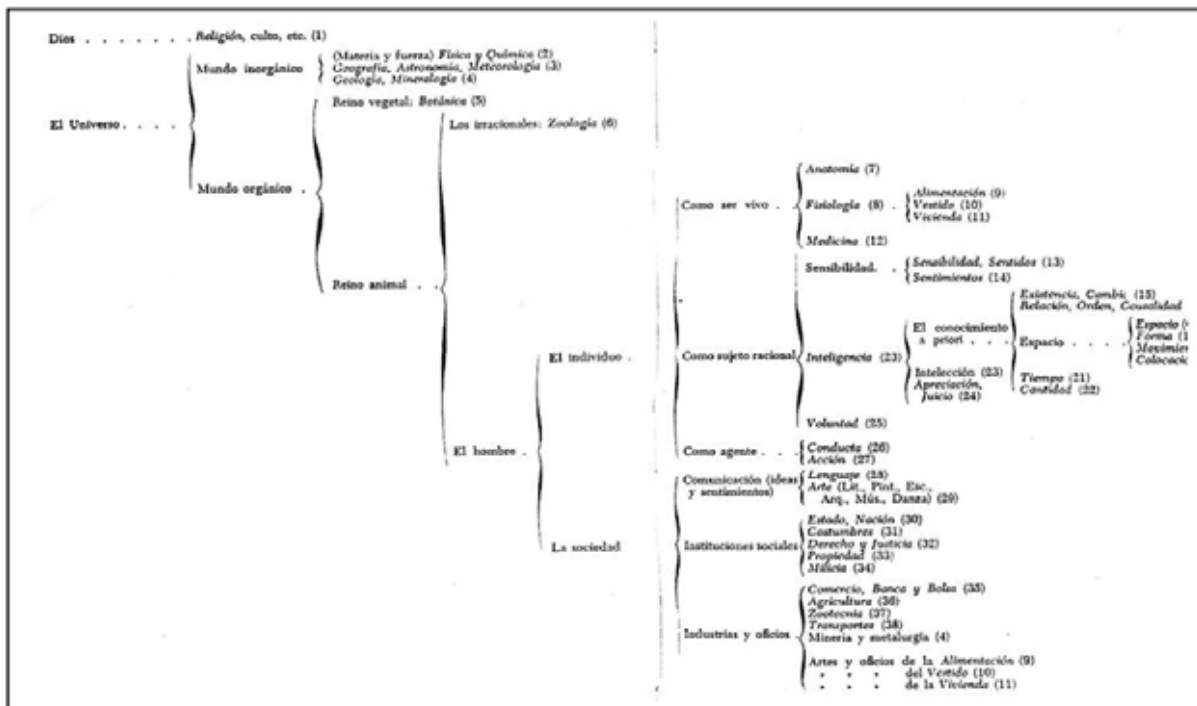 Dios . . . . . . . Religión, culto, etc. (1)
El Universo . . . .
Mundo inorgánico
(Materia y fuerza) Física y Química (2)
Geografía, Astronomía, Meteorología (3)
Geología, Mineralogía (4)
Mundo orgánico .
Reino vegetal: Botánica (5)
Reino animal . .
Los irracionales: Zoología (6)
El hombre .
El individuo .
La sociedad
Como ser vivo . .
Anatomía (7)
Fisiología (8) .
Alimentación (9)
Vestido (10)
Vivienda (11)
Medicina (12)
Como sujeto racional
Sensibilidad. .
Sensibilidad, Sentidos (13)
Sentimientos (14)
Inteligencia (23)
El conocimiento
a priori . . .
Existencia, Cambio (15)
Relación, Orden, Causalidad
Espacio . . . .
Espacio
Forma (1
Movimien
Colocació
Tiempo (21)
Cantidad (22)
Intelección (23)
Apreciación,
Juicio (24)
Voluntad (25)
Como agente . . .
Conducta (26)
Acción (27)
Comunicación (ideas
y sentimientos)
Lenguaje (28)
Arte (Lit., Pint., Esc.,
Arq., Mús., Danza) (29)
Instituciones sociales
Estado, Nación (30)
Costumbres (31)
Derecho y Justicia (32)
Propiedad (33)
Milicia (34)
Industrias y oficios
Comercio, Banca y Bolsa (35)
Agricultura (36)
Zootecnia (37)
Transportes (38)
Minería y metalurgia (4)
Artes y oficios de la Alimentación (9)
" " " del Vestido (10)
" " " de la Vivienda (11)